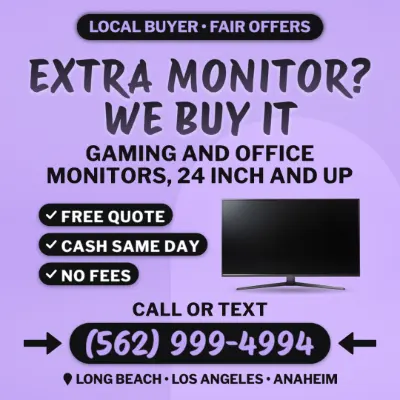 LOCAL BUYER • FAIR OFFERS
EXTRA MONITOR?
WE BUY IT
GAMING AND OFFICE
MONITORS, 24 INCH AND UP
FREE QUOTE
CASH SAME DAY
NO FEES
CALL OR TEXT
(562) 999-4994
LONG BEACH • LOS ANGELES • ANAHEIM